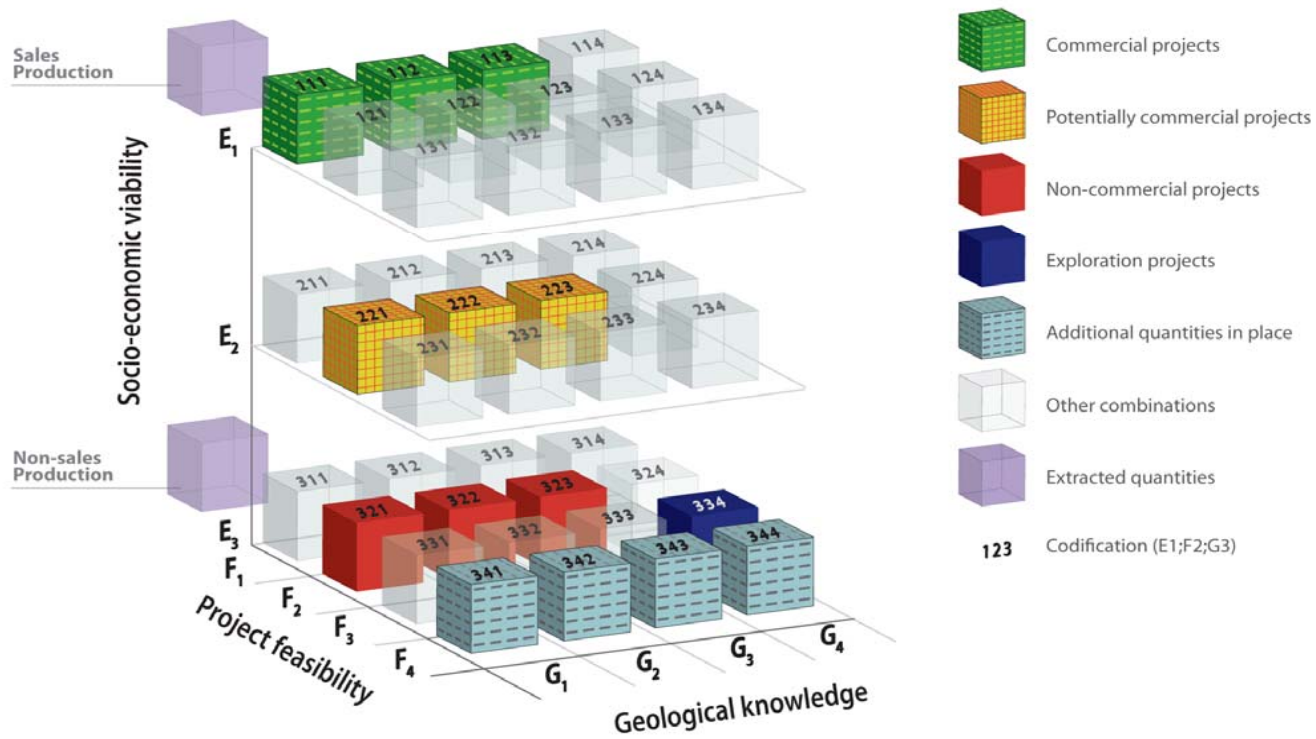 Sales
Production
Socio-economic viability
E1
111
112
113
114
121
122
123
124
131
132
133
134
E2
211
212
213
214
221
222
223
224
231
232
233
234
Non-sales
Production
E3
311
312
313
314
321
322
323
324
331
332
333
334
341
342
343
344
F1
F2
F3
F4
Project feasibility
G1
G2
G3
G4
Geological knowledge
Commercial projects
Potentially commercial projects
Non-commercial projects
Exploration projects
Additional quantities in place
Other combinations
Extracted quantities
123 Codification (E1;F2;G3)